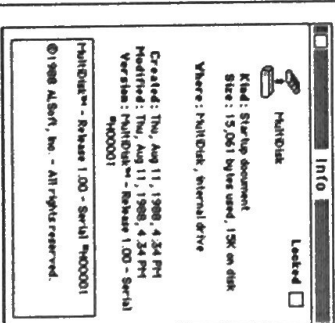 Info
Locked
MultiDisk
Kind: Startup document
Size: 15,061 bytes used, 15K on disk
Where: MultiDisk, internal drive
Created: Thu, Aug 11, 1988, 4:34 PM
Modified: Thu, Aug 11, 1988, 4:34 PM
Version: MultiDisk™ - Release 1.00 - Serial
#M00001
MultiDisk™ - Release 1.00 - Serial #M00001
©1988 ALSoft, Inc. - All rights reserved.